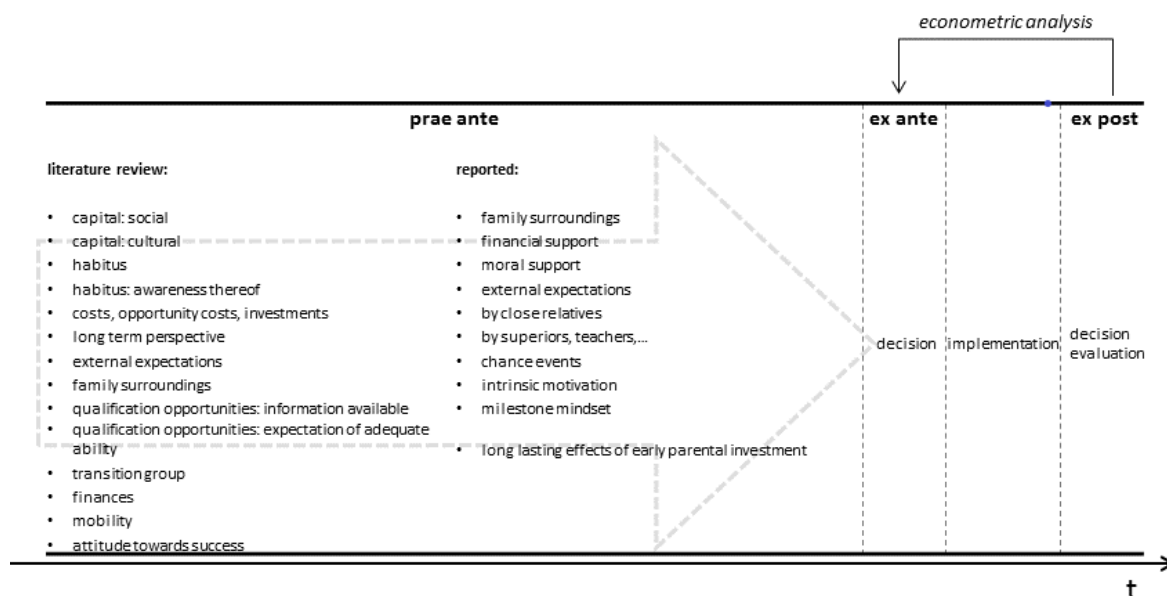 econometric analysis
prae ante
ex ante
ex post
literature review:
• capital: social
• capital: cultural
• habitus
• habitus: awareness thereof
• costs, opportunity costs, investments
• long term perspective
• external expectations
• family surroundings
• qualification opportunities: information available
• qualification opportunities: expectation of adequate
ability
• transition group
• finances
• mobility
• attitude towards success
reported:
• family surroundings
• financial support
• moral support
• external expectations
• by close relatives
• by superiors, teachers,...
• chance events
• intrinsic motivation
• milestone mindset
• long lasting effects of early parental investment
decision
implementation
decision
evaluation
t